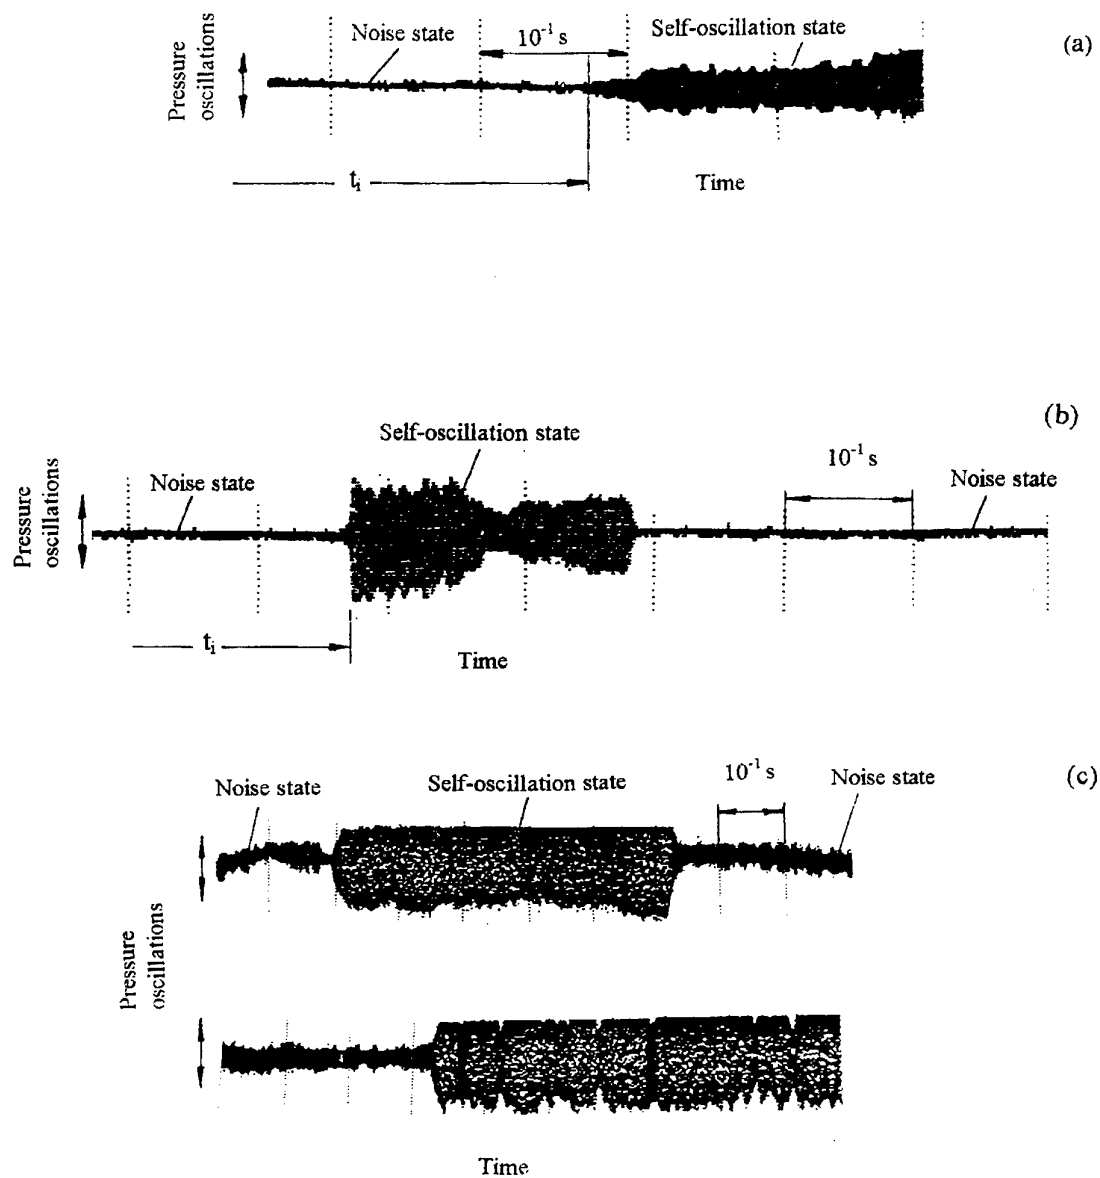 (a)
Noise state
10⁻¹ s
Self-oscillation state
Pressure
oscillations
tᵢ
Time
(b)
Self-oscillation state
Noise state
10⁻¹ s
Noise state
Pressure
oscillations
tᵢ
Time
(c)
Noise state
Self-oscillation state
10⁻¹ s
Noise state
Pressure
oscillations
Time